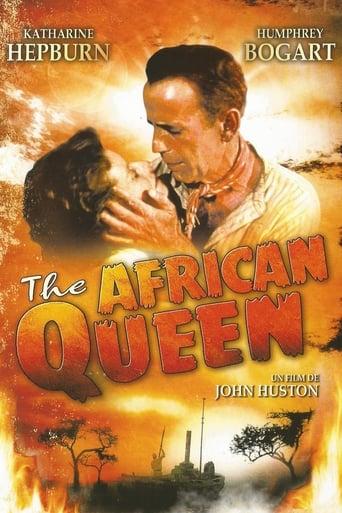 KATHARINE
HEPBURN
HUMPHREY
BOGART
The AFRICAN
QUEEN
UN FILM DE
JOHN HUSTON